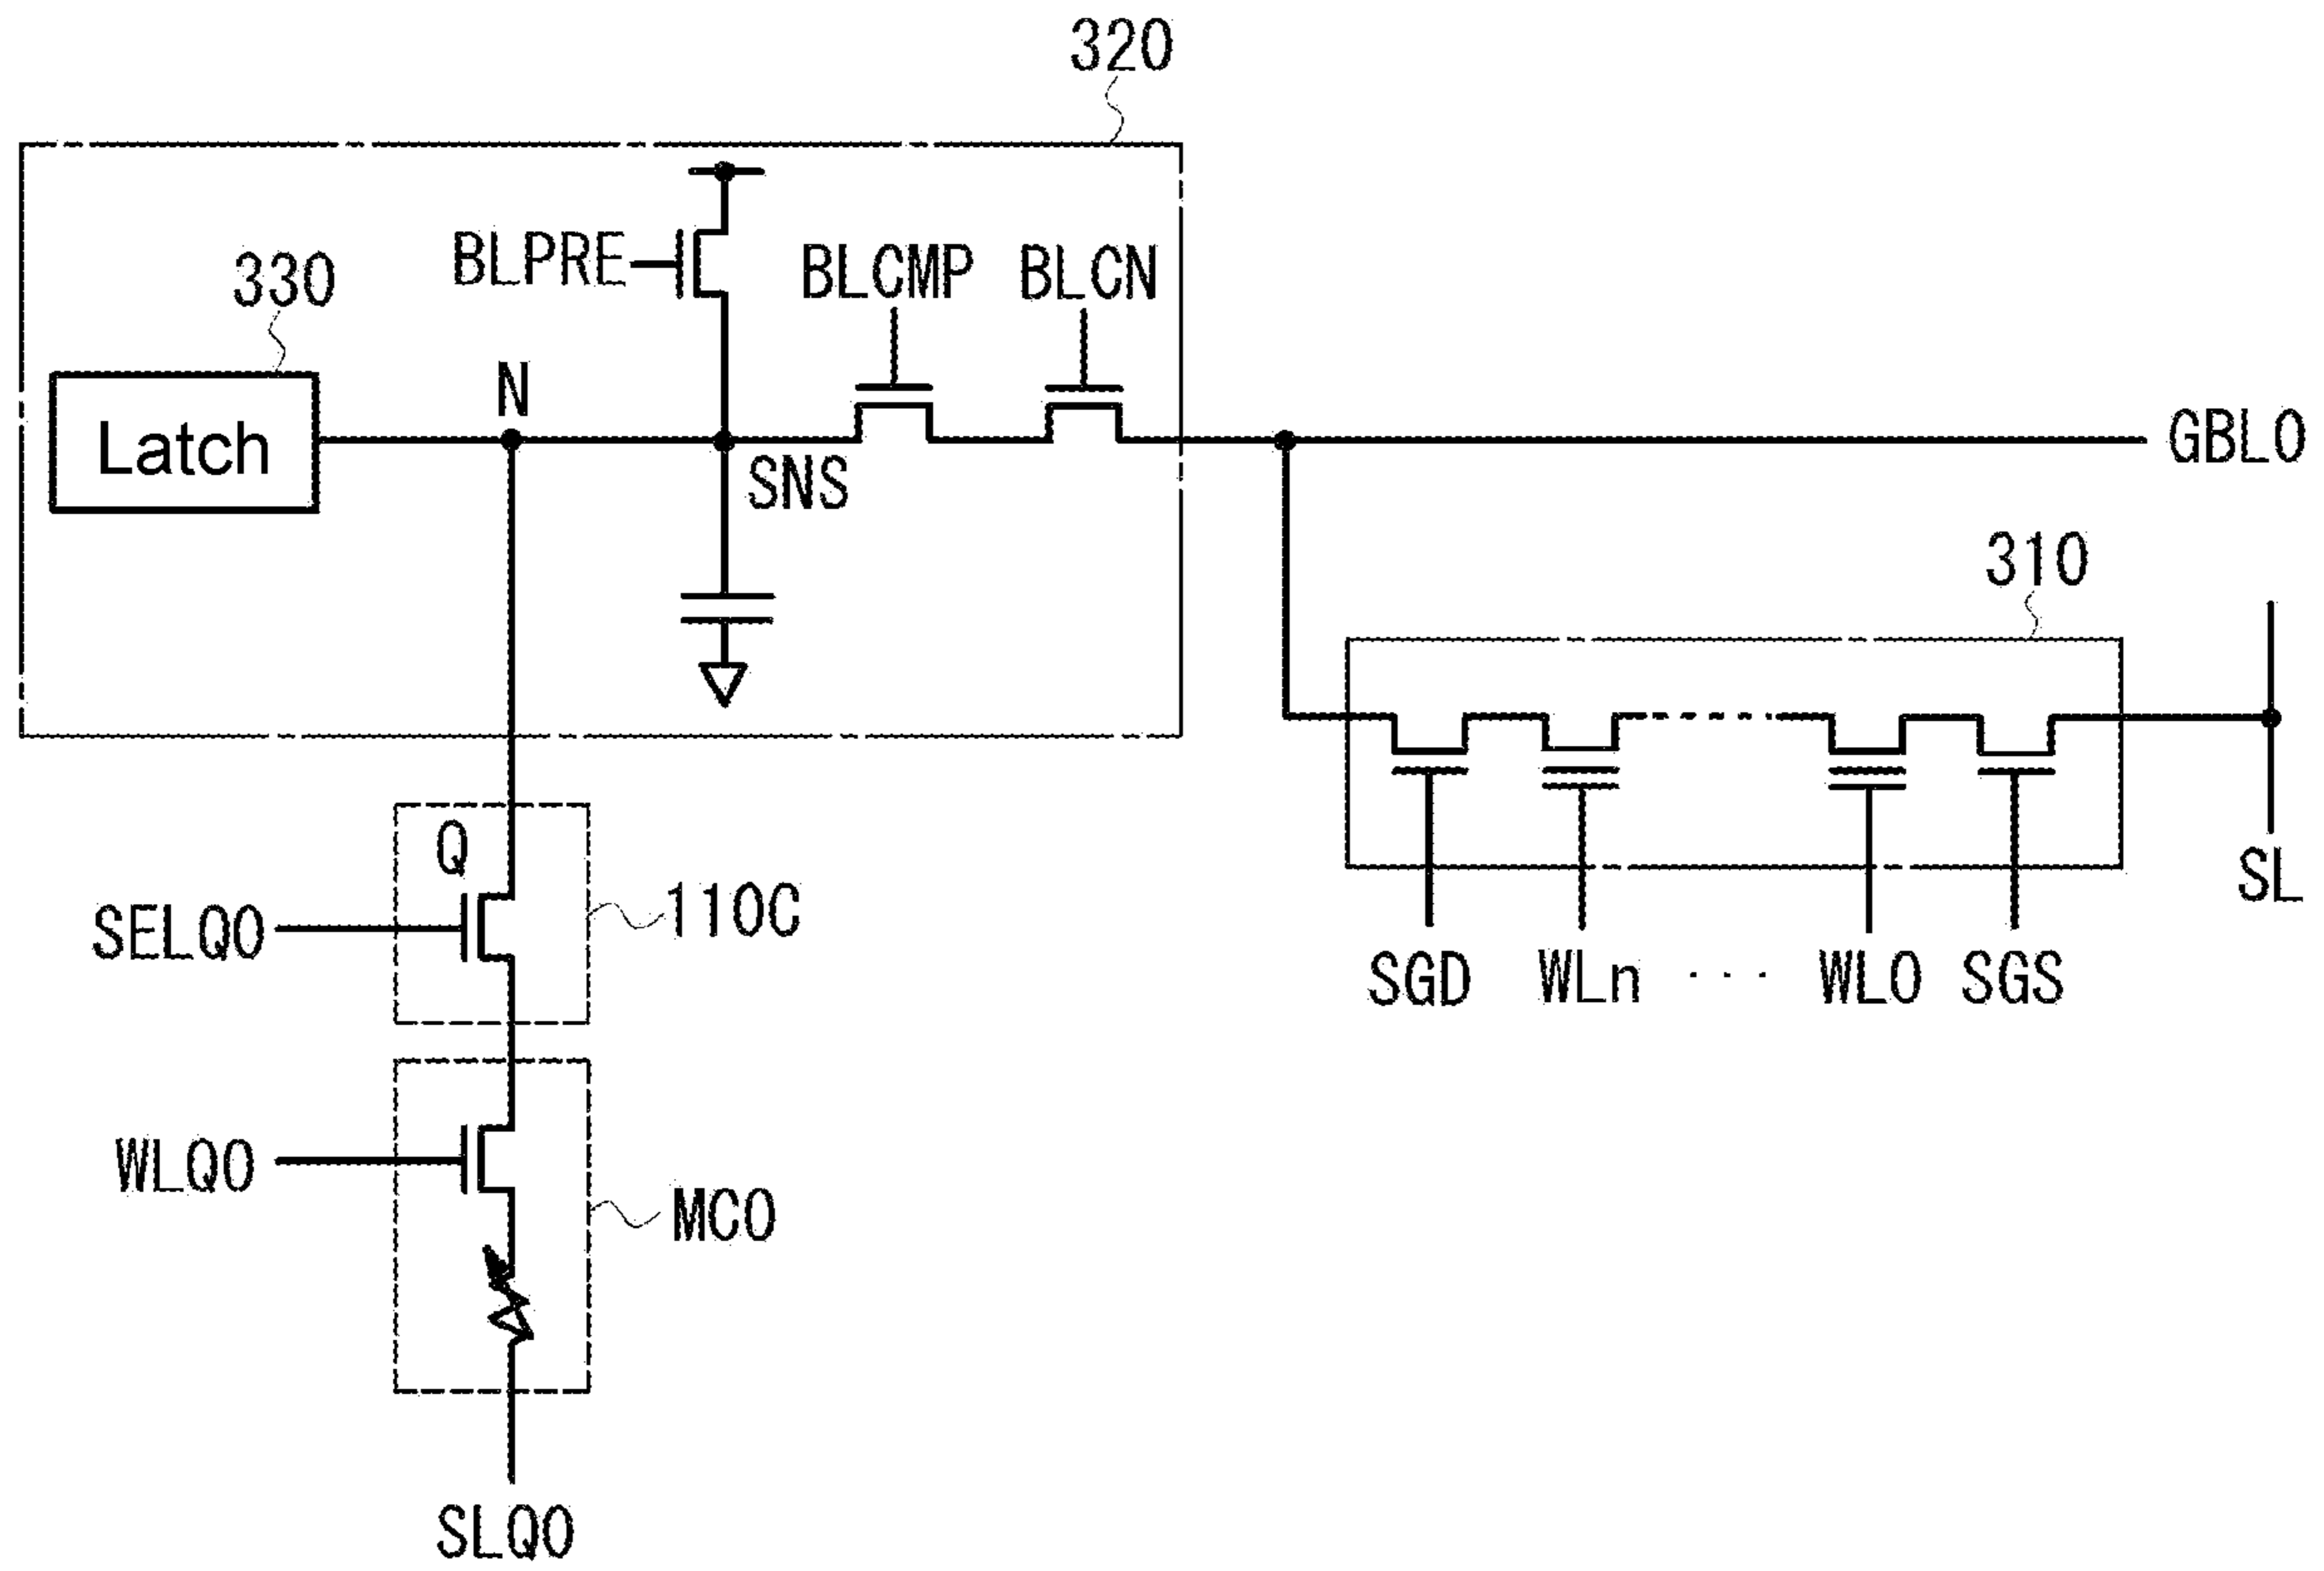 320
BLPRE
BLCMP
BLCN
330
N
Latch
SNS
GBL0
310
Q
SELQ0
110C
SL
SGD
WLn
...
WL0
SGS
WLQ0
MC0
SLQ0